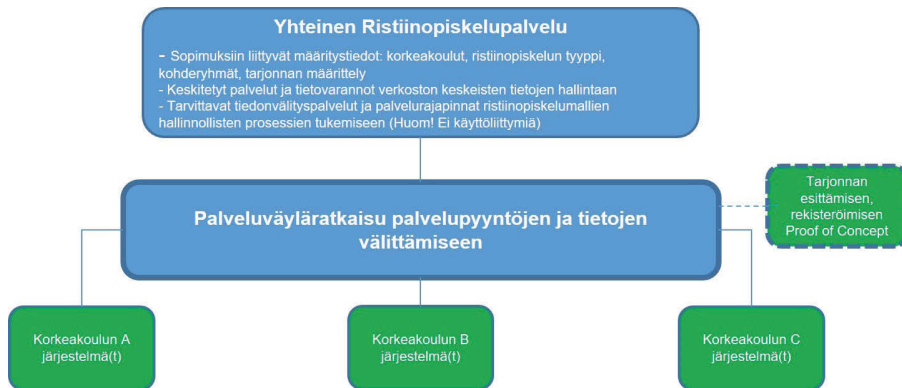 Yhteinen Ristiinopiskelupalvelu
- Sopimuksiin liittyvät määritystiedot: korkeakoulut, ristiinopiskelun tyyppi,
kohderyhmät, tarjonnan määrittely
- Keskitetyt palvelut ja tietovarannot verkoston keskeisten tietojen hallintaan
- Tarvittavat tiedonvälityspalvelut ja palvelurajapinnat ristiinopiskelumallien
hallinnollisten prosessien tukemiseen (Huom! Ei käyttöliittymiä)
Tarjonnan
esittämisen,
rekisteröimisen
Proof of Concept
Palveluväyläratkaisu palvelupyyntöjen ja tietojen
välittämiseen
Korkeakoulun A
järjestelmä(t)
Korkeakoulun B
järjestelmä(t)
Korkeakoulun C
järjestelmä(t)